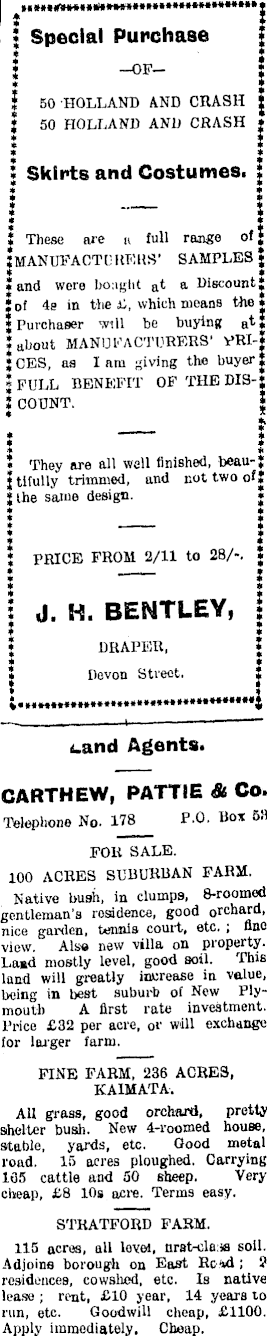 Special Purchase
—OF—
50 HOLLAND AND CRASH
50 HOLLAND AND CRASH
Skirts and Costumes.
These are a full range of
MANUFACTURERS' SAMPLES
and were bought at a Discount
of 4s in the £, which means the
Purchaser will be buying at
about MANUFACTURERS' PRI-
CES, as I am giving the buyer
FULL BENEFIT OF THE DIS-
COUNT.
They are all well finished, beau-
tifully trimmed, and not two of
the same design.
PRICE FROM 2/11 to 28/-.
J. H. BENTLEY,
DRAPER,
Devon Street.
Land Agents.
CARTHEW, PATTIE & Co.
Telephone No. 178 P.O. Box 53
FOR SALE.
100 ACRES SUBURBAN FARM.
Native bush, in clumps, 8-roomed
gentleman's residence, good orchard,
nice garden, tennis court, etc.; fine
view. Also new villa on property.
Land mostly level, good soil. This
land will greatly increase in value,
being in best suburb of New Ply-
mouth A first rate investment.
Price £32 per acre, or will exchange
for larger farm.
FINE FARM, 236 ACRES,
KAIMATA.
All grass, good orchard, pretty
shelter bush. New 4-roomed house,
stable, yards, etc. Good metal
road. 15 acres ploughed. Carrying
165 cattle and 50 sheep. Very
cheap, £8 10s acre. Terms easy.
STRATFORD FARM.
115 acres, all level, first-class soil.
Adjoins borough on East Road; 2
residences, cowshed, etc. Is native
lease; rent, £10 year, 14 years to
run, etc. Goodwill cheap, £1100.
Apply immediately. Cheap.